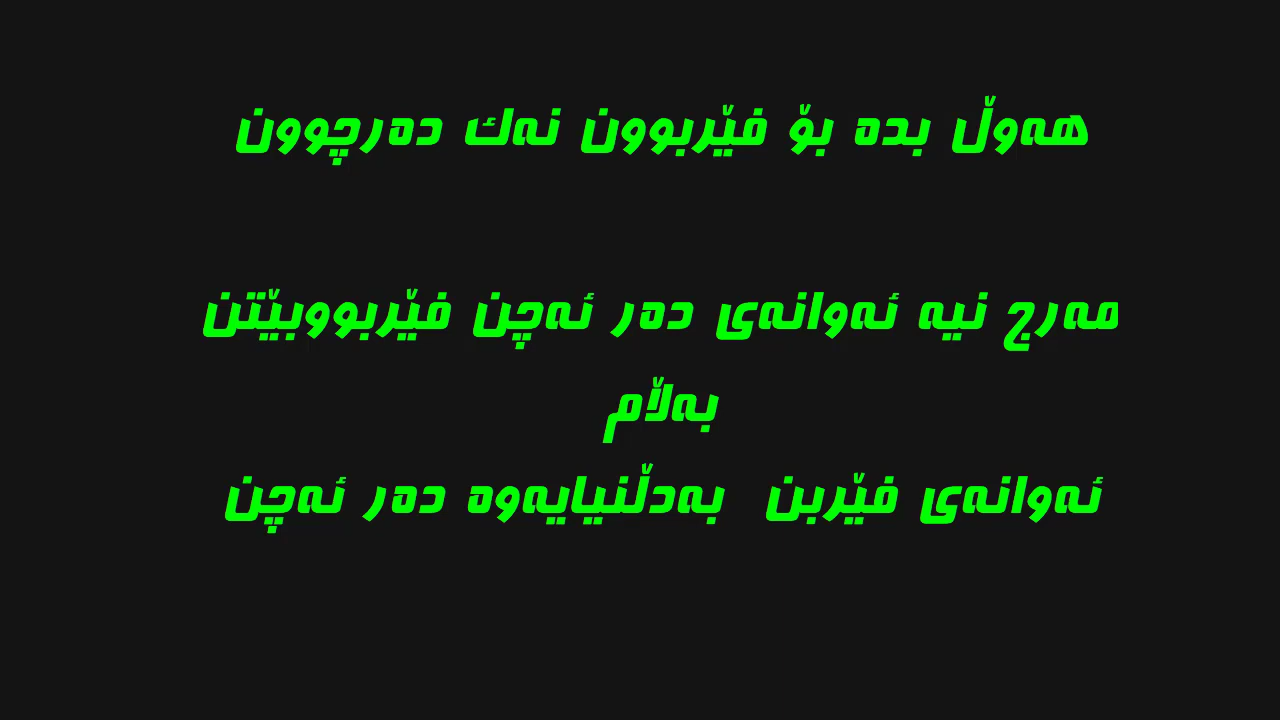 هەوڵ بدە بۆ فێربوون نەك دەرچوون
مەرج نیە ئەوانەی دەر ئەچن فێربووبێتن
بەڵام
ئەوانەی فێربن بەدڵنیایەوە دەر ئەچن